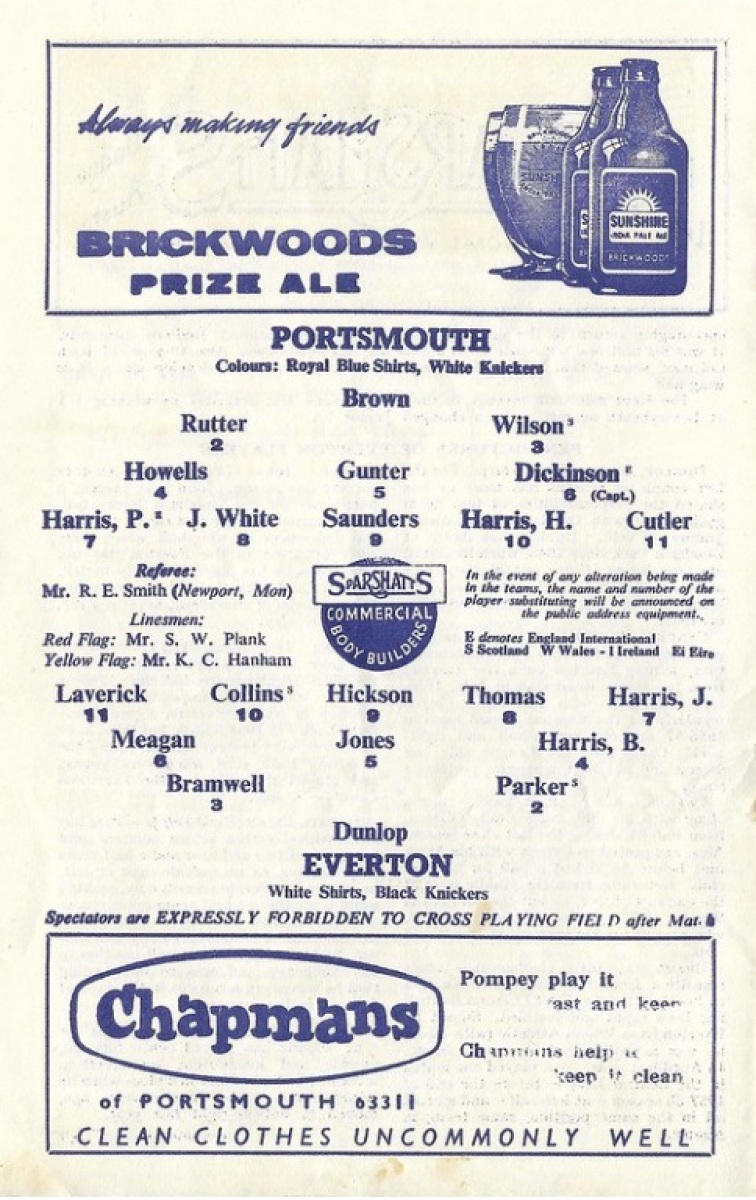 Always making friends
BRICKWOODS
PRIZE ALE
SUNSHINE
INDIA PALE ALE
BRICKWOODS
PORTSMOUTH
Colours: Royal Blue Shirts, White Knickers
Brown
Rutter Wilson S
2 3
Howells Gunter Dickinson E
4 5 6 (Capt.)
Harris, P. E J. White Saunders Harris, H. Cutler
7 8 9 10 11
Referee:
Mr. R. E. Smith (Newport, Mon)
Linesmen:
Red Flag: Mr. S. W. Plank
Yellow Flag: Mr. K. C. Hanham
SPARSHATTS
COMMERCIAL
BODY BUILDERS
In the event of any alteration being made
in the teams, the name and number of the
player substituting will be announced on
the public address equipment.
E denotes England International
S Scotland W Wales - I Ireland Ei Eire
Laverick Collins S Hickson Thomas Harris, J.
11 10 9 8 7
Meagan Jones Harris, B.
6 5 4
Bramwell Parker S
3 2
Dunlop
EVERTON
White Shirts, Black Knickers
Spectators are EXPRESSLY FORBIDDEN TO CROSS PLAYING FIELD after
Chapmans
of PORTSMOUTH 63311
CLEAN CLOTHES UNCOMMONLY WELL
Pompey play it
and keep
help
keep it clean